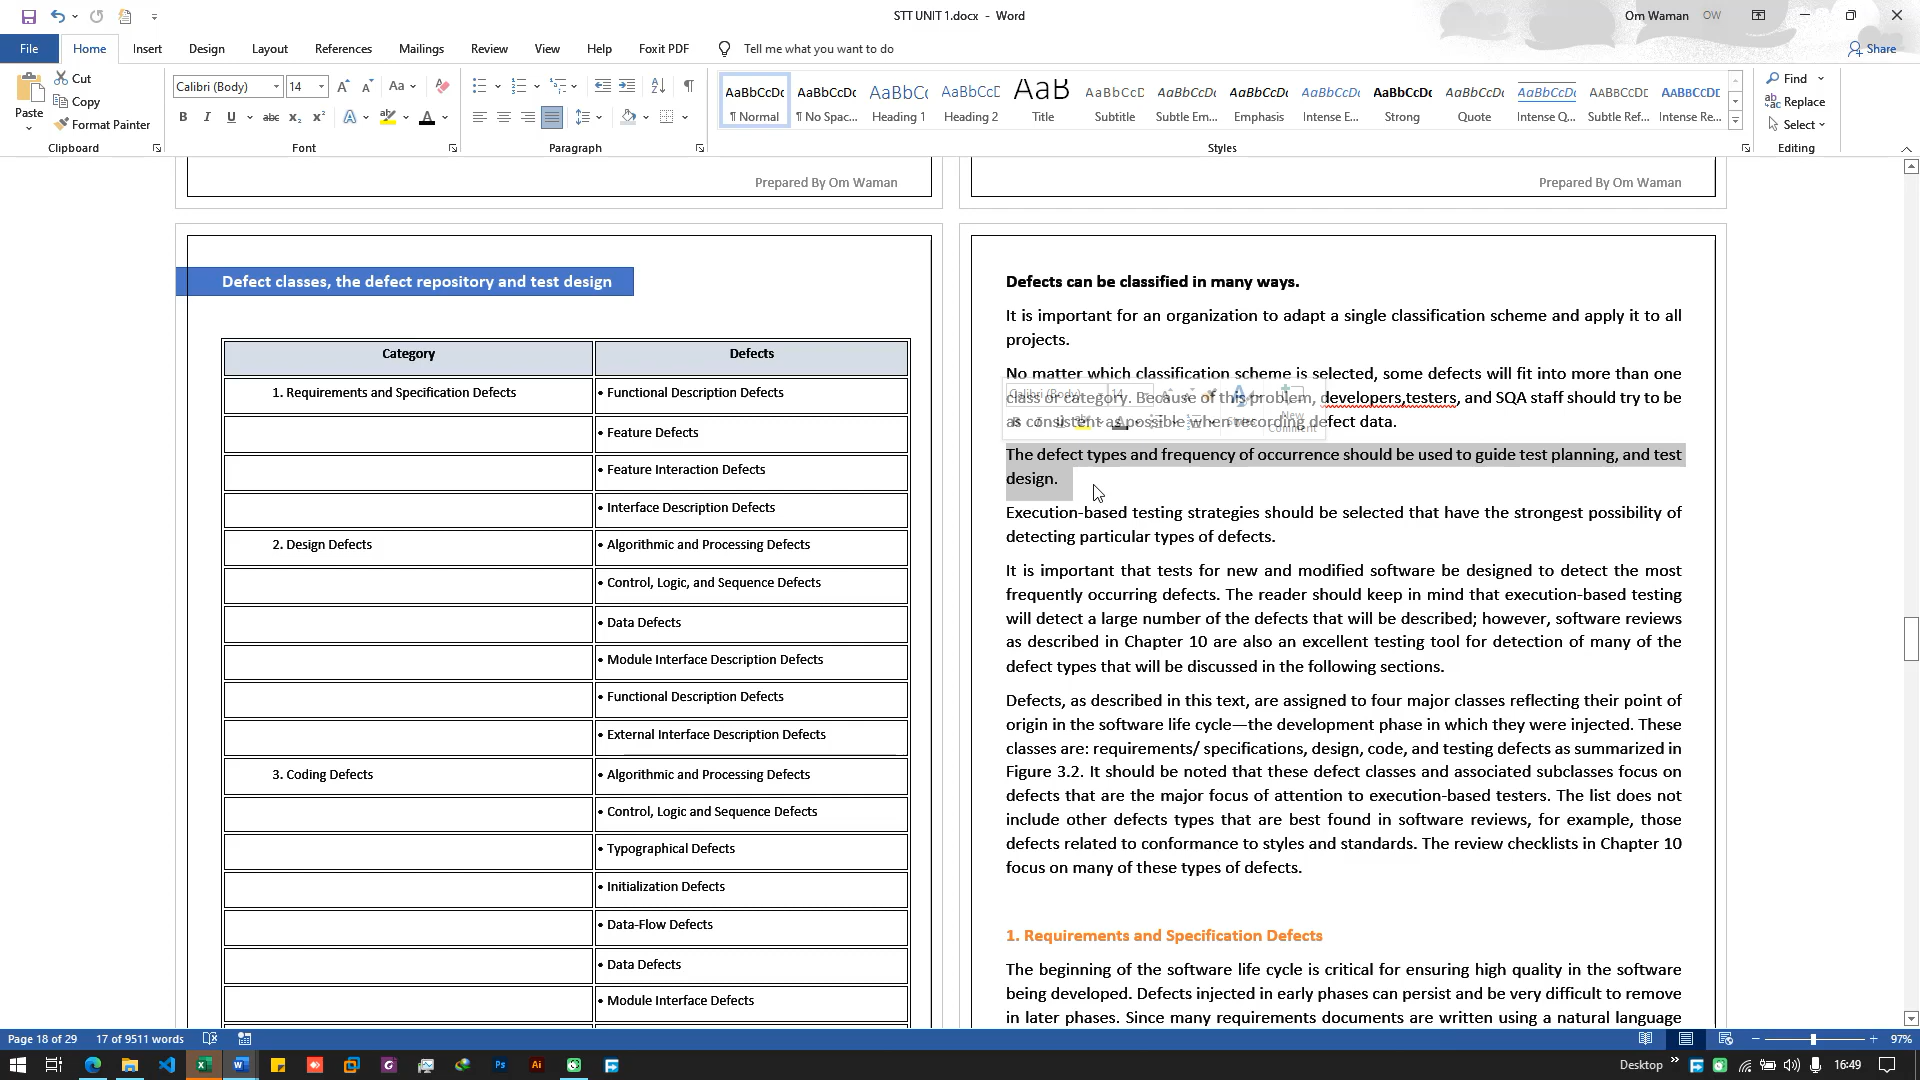 STT UNIT 1.docx - Word
Om Waman OW
File Home Insert Design Layout References Mailings Review View Help Foxit PDF Tell me what you want to do Share
Paste
Cut
Copy
Format Painter
Clipboard
Calibri (Body) 14
Font
Paragraph
AaBbCcDc AaBbCcDc AaBbCc AaBbCcD AaB AaBbCcD AaBbCcDc AaBbCcDc AaBbCcDc AaBbCcDc AaBbCcDc AaBbCcDc AABBCCDE AABBCCDE
¶ Normal ¶ No Spac... Heading 1 Heading 2 Title Subtitle Subtle Em... Emphasis Intense E... Strong Quote Intense Q... Subtle Ref... Intense Re...
Styles
Find
Replace
Select
Editing
Prepared By Om Waman
Prepared By Om Waman
Defect classes, the defect repository and test design
Category Defects
1. Requirements and Specification Defects • Functional Description Defects
• Feature Defects
• Feature Interaction Defects
• Interface Description Defects
2. Design Defects • Algorithmic and Processing Defects
• Control, Logic, and Sequence Defects
• Data Defects
• Module Interface Description Defects
• Functional Description Defects
• External Interface Description Defects
3. Coding Defects • Algorithmic and Processing Defects
• Control, Logic and Sequence Defects
• Typographical Defects
• Initialization Defects
• Data-Flow Defects
• Data Defects
• Module Interface Defects
Defects can be classified in many ways.
It is important for an organization to adapt a single classification scheme and apply it to all
projects.
No matter which classification scheme is selected, some defects will fit into more than one
class or category. Because of this problem, developers,testers, and SQA staff should try to be
as consistent as possible when recording defect data.
Calibri (Body) 14
New
Comment
The defect types and frequency of occurrence should be used to guide test planning, and test
design.
Execution-based testing strategies should be selected that have the strongest possibility of
detecting particular types of defects.
It is important that tests for new and modified software be designed to detect the most
frequently occurring defects. The reader should keep in mind that execution-based testing
will detect a large number of the defects that will be described; however, software reviews
as described in Chapter 10 are also an excellent testing tool for detection of many of the
defect types that will be discussed in the following sections.
Defects, as described in this text, are assigned to four major classes reflecting their point of
origin in the software life cycle—the development phase in which they were injected. These
classes are: requirements/ specifications, design, code, and testing defects as summarized in
Figure 3.2. It should be noted that these defect classes and associated subclasses focus on
defects that are the major focus of attention to execution-based testers. The list does not
include other defects types that are best found in software reviews, for example, those
defects related to conformance to styles and standards. The review checklists in Chapter 10
focus on many of these types of defects.
1. Requirements and Specification Defects
The beginning of the software life cycle is critical for ensuring high quality in the software
being developed. Defects injected in early phases can persist and be very difficult to remove
in later phases. Since many requirements documents are written using a natural language
Page 18 of 29 17 of 9511 words 97%
Desktop 16:49